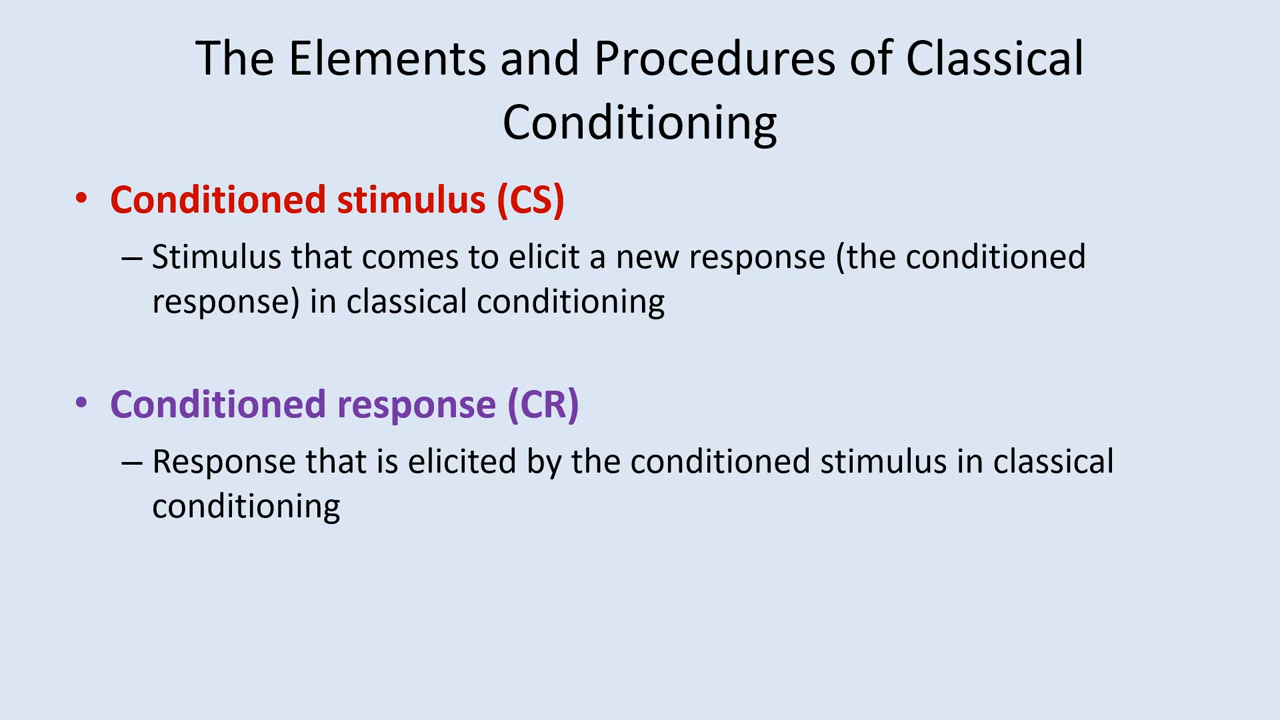 The Elements and Procedures of Classical
Conditioning
• Conditioned stimulus (CS)
– Stimulus that comes to elicit a new response (the conditioned
response) in classical conditioning
• Conditioned response (CR)
– Response that is elicited by the conditioned stimulus in classical
conditioning